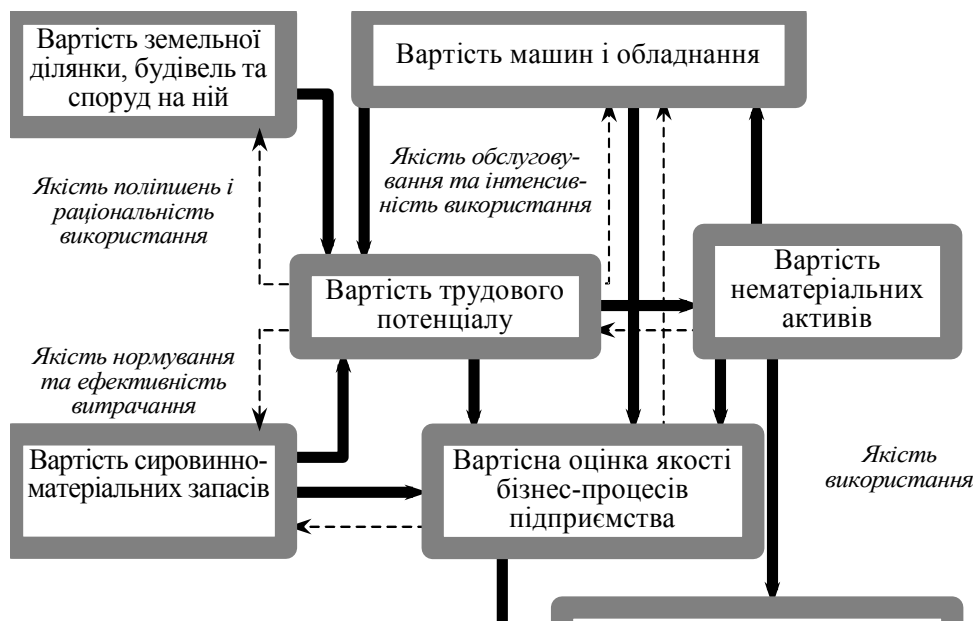 Вартість земельної
ділянки, будівель та
споруд на ній
Вартість машин і обладнання
Якість обслугову-
вання та інтенсив-
ність використання
Якість поліпшень і
раціональність
використання
Вартість трудового
потенціалу
Вартість
нематеріальних
активів
Якість нормування
та ефективність
витрачання
Вартість сировинно-
матеріальних запасів
Вартісна оцінка якості
бізнес-процесів
підприємства
Якість
використання